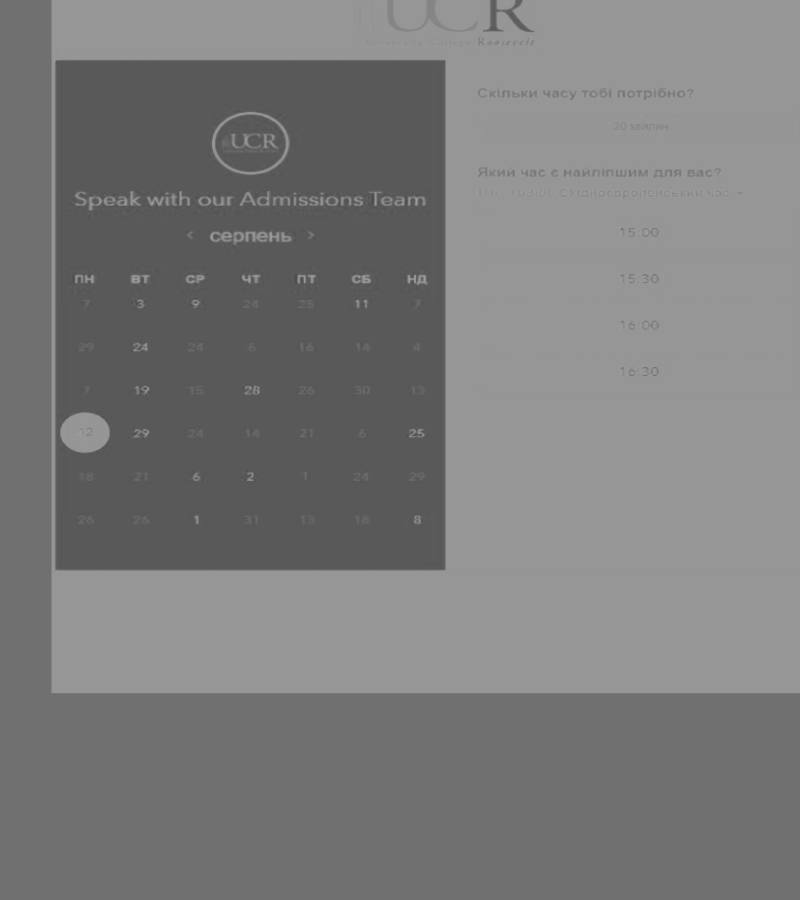 UCR
University College Roosevelt
UCR
Speak with our Admissions Team
< серпень >
ПН ВТ СР ЧТ ПТ СБ НД
7 3 9 24 25 11 7
29 24 24 6 16 14 4
7 19 15 28 26 30 13
12 29 24 14 21 6 25
18 21 6 2 1 24 29
26 26 1 31 13 18 8
Скільки часу тобі потрібно?
30 хвилин
Який час є найліпшим для вас?
Східноєвропейський час
15:00
15:30
16:00
16:30